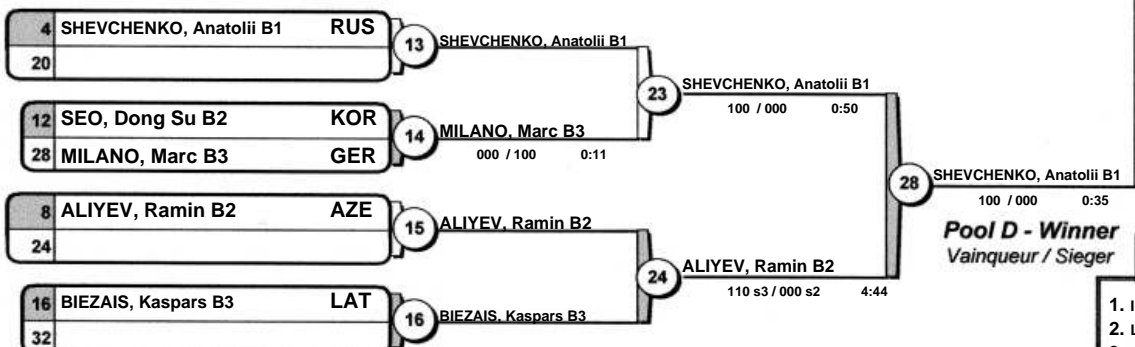 4 SHEVCHENKO, Anatolii B1 RUS
20
13
SHEVCHENKO, Anatolii B1
12 SEO, Dong Su B2 KOR
28 MILANO, Marc B3 GER
14
MILANO, Marc B3
000 / 100 0:11
23
SHEVCHENKO, Anatolii B1
100 / 000 0:50
8 ALIYEV, Ramin B2 AZE
24
15
ALIYEV, Ramin B2
16 BIEZAIS, Kaspars B3 LAT
32
16
BIEZAIS, Kaspars B3
24
ALIYEV, Ramin B2
110 s3 / 000 s2 4:44
28
SHEVCHENKO, Anatolii B1
100 / 000 0:35
Pool D - Winner
Vainqueur / Sieger
1.
2.